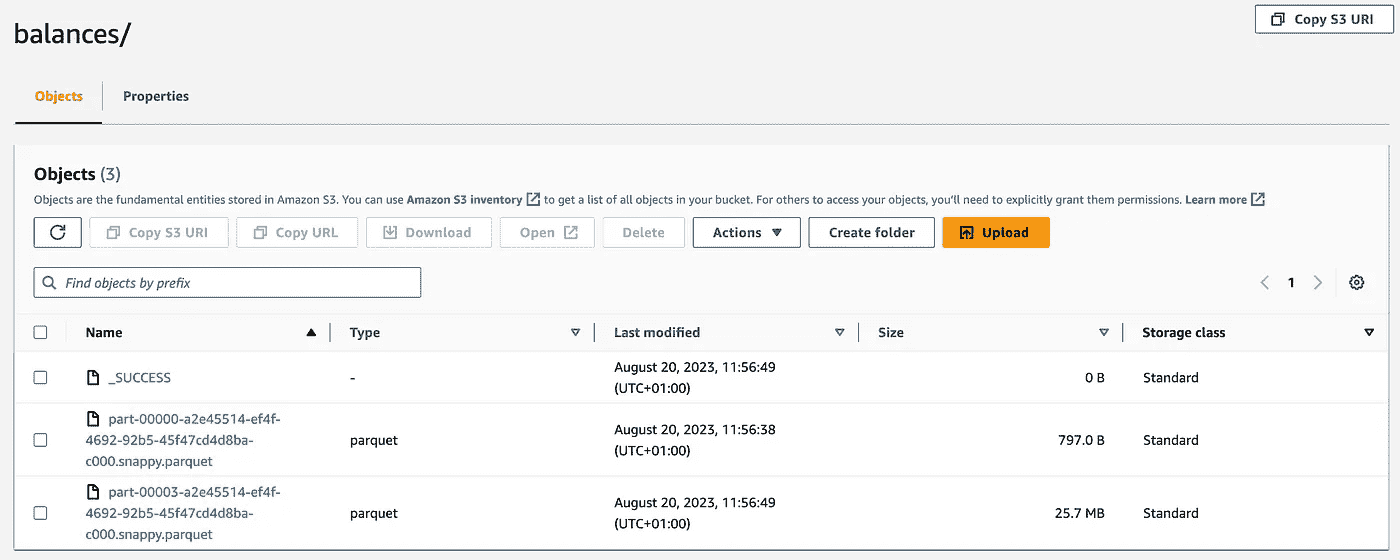 balances/
Copy S3 URI
Objects
Properties
Objects (3)
Objects are the fundamental entities stored in Amazon S3. You can use Amazon S3 inventory to get a list of all objects in your bucket. For others to access your objects, you'll need to explicitly grant them permissions. Learn more
Copy S3 URI
Copy URL
Download
Open
Delete
Actions
Create folder
Upload
Find objects by prefix
1
Name
Type
Last modified
Size
Storage class
_SUCCESS
-
August 20, 2023, 11:56:49
(UTC+01:00)
0 B
Standard
part-00000-a2e45514-ef4f-
4692-92b5-45f47cd4d8ba-
c000.snappy.parquet
parquet
August 20, 2023, 11:56:38
(UTC+01:00)
797.0 B
Standard
part-00003-a2e45514-ef4f-
4692-92b5-45f47cd4d8ba-
c000.snappy.parquet
parquet
August 20, 2023, 11:56:49
(UTC+01:00)
25.7 MB
Standard